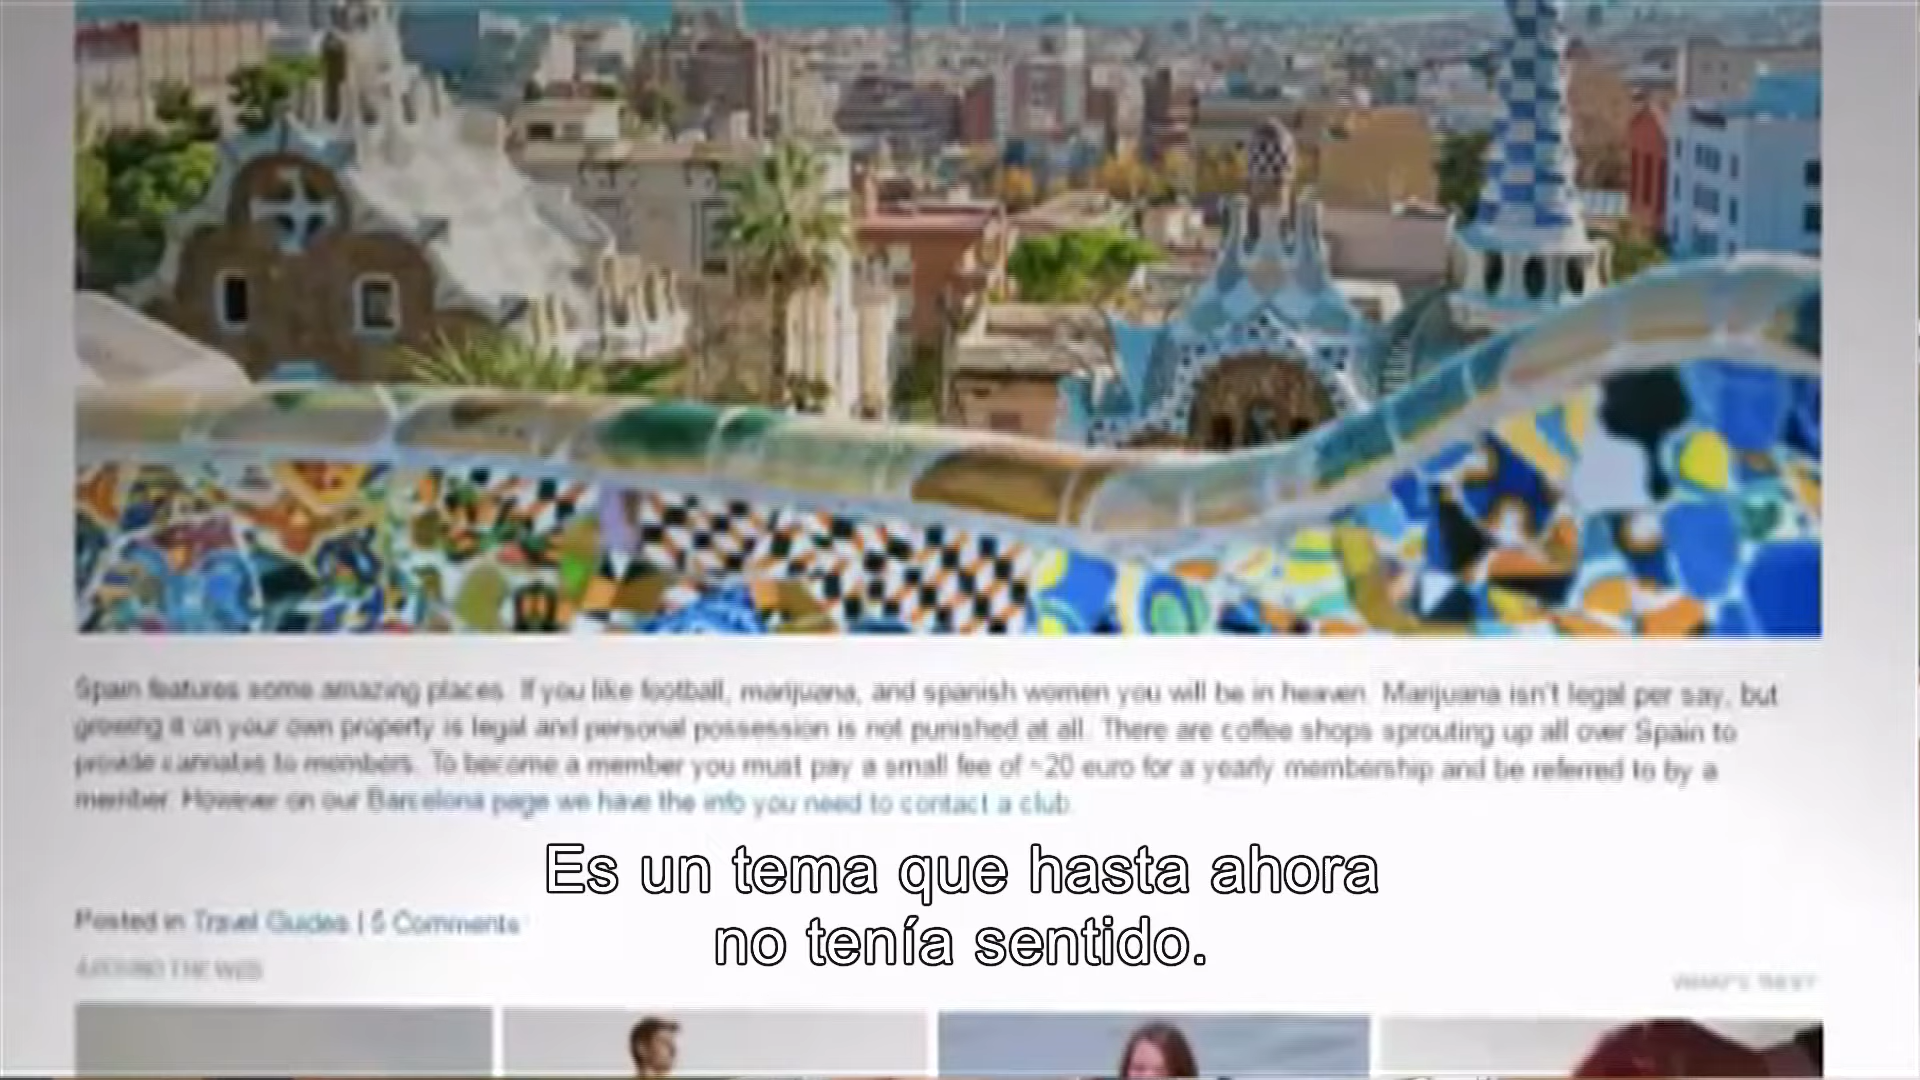 Spain features some amazing places. If you like football, marijuana, and spanish women you will be in heaven. Marijuana isn't legal per say, but
growing it on your own property is legal and personal possession is not punished at all. There are coffee shops sprouting up all over Spain to
provide cannabis to members. To become a member you must pay a small fee of ~20 euro for a yearly membership and be referred to by a
member. However on our Barcelona page we have the info you need to contact a club.
Es un tema que hasta ahora
no tenía sentido.
Posted in Travel Guides | 5 Comments
AROUND THE WEB
WHAT'S THIS?